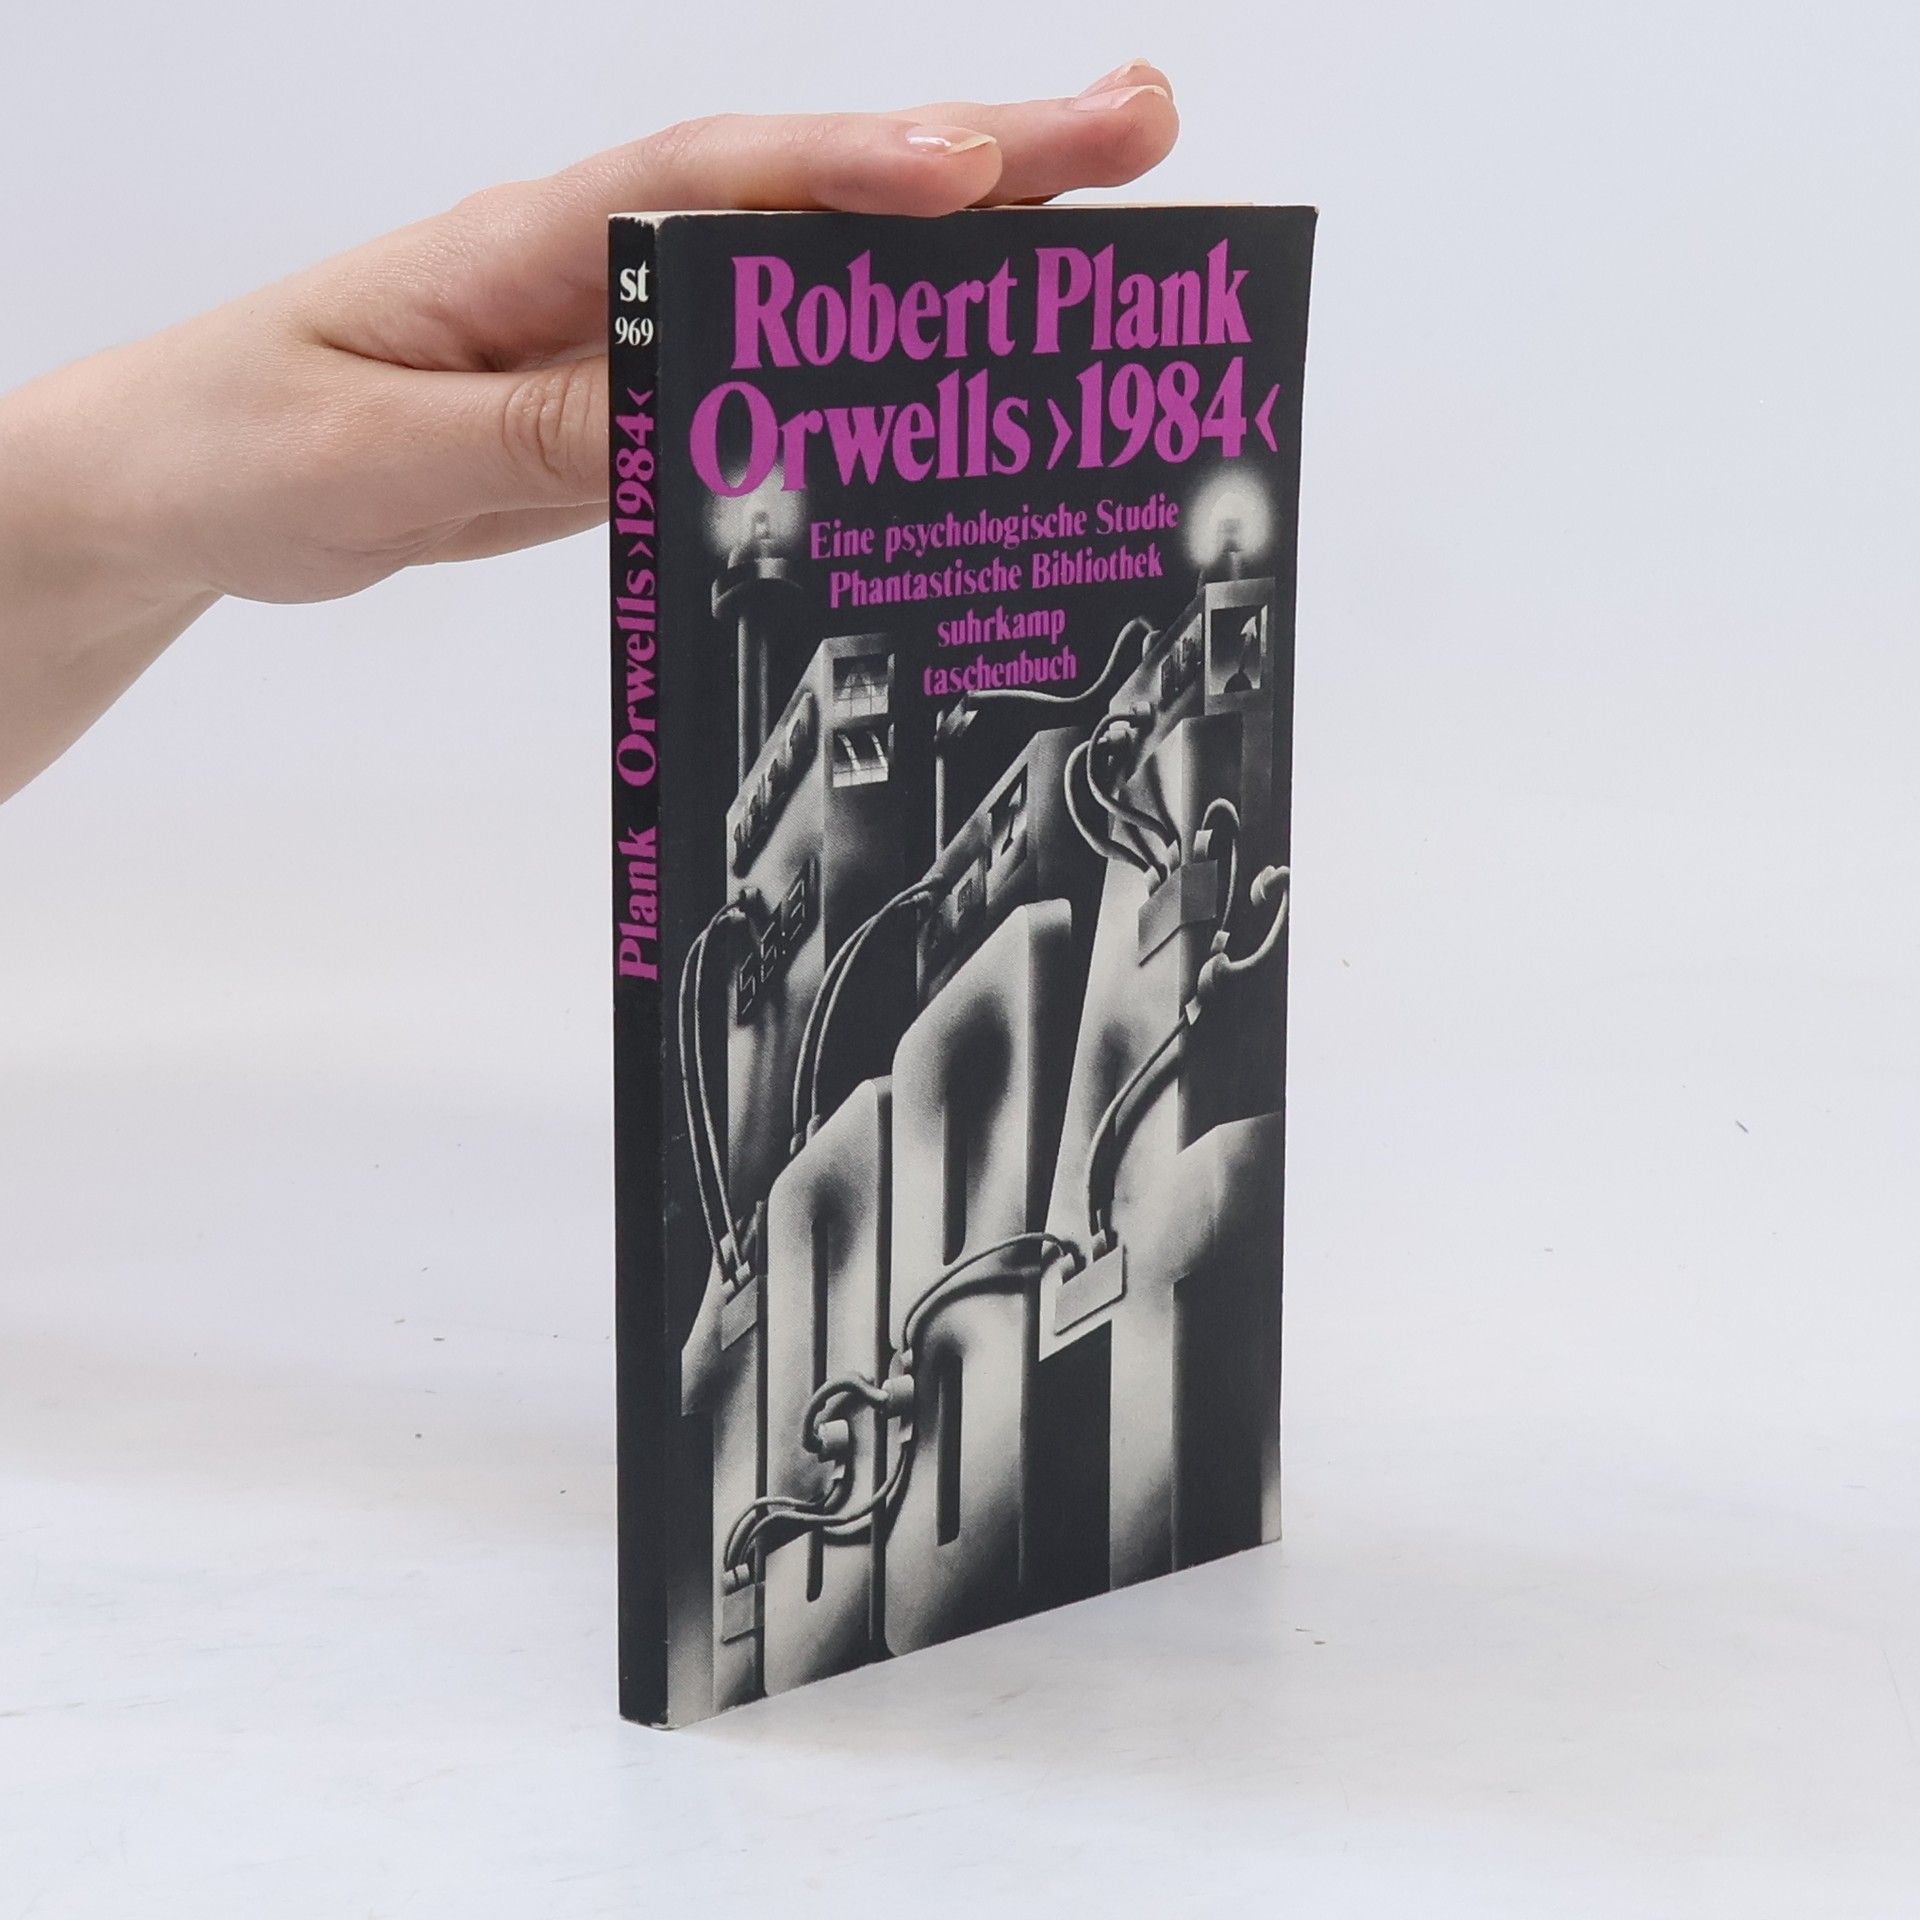 st
969
Plank Orwells ›1984‹
Robert Plank
Orwells ›1984‹
Eine psychologische Studie
Phantastische Bibliothek
suhrkamp
taschenbuch